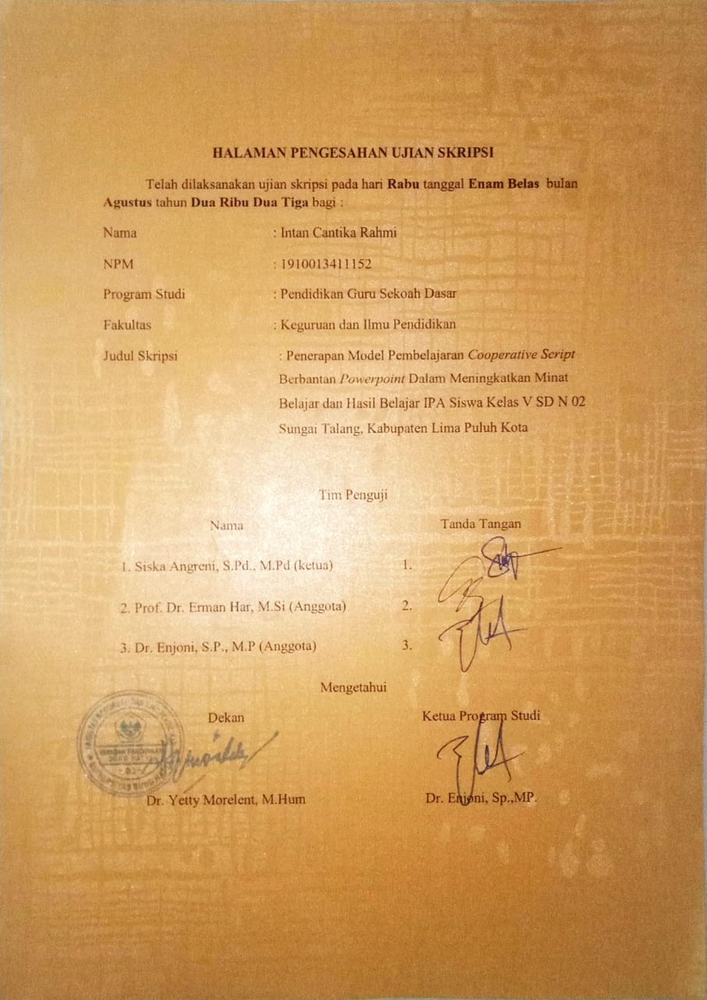 HALAMAN PENGESAHAN UJIAN SKRIPSI
Telah dilaksanakan ujian skripsi pada hari Rabu tanggal Enam Belas bulan
Agustus tahun Dua Ribu Dua Tiga bagi :
Nama : Intan Cantika Rahmi
NPM : 1910013411152
Program Studi : Pendidikan Guru Sekoah Dasar
Fakultas : Keguruan dan Ilmu Pendidikan
Judul Skripsi : Penerapan Model Pembelajaran Cooperative Script
Berbantan Powerpoint Dalam Meningkatkan Minat
Belajar dan Hasil Belajar IPA Siswa Kelas V SD N 02
Sungai Talang, Kabupaten Lima Puluh Kota
Tim Penguji
Nama Tanda Tangan
1. Siska Angreni, S.Pd., M.Pd (ketua) 1.
2. Prof. Dr. Erman Har, M.Si (Anggota) 2.
3. Dr. Enjoni, S.P., M.P (Anggota) 3.
Mengetahui
Dekan Ketua Program Studi
Dr. Yetty Morelent, M.Hum Dr. Enjoni, Sp.,MP.